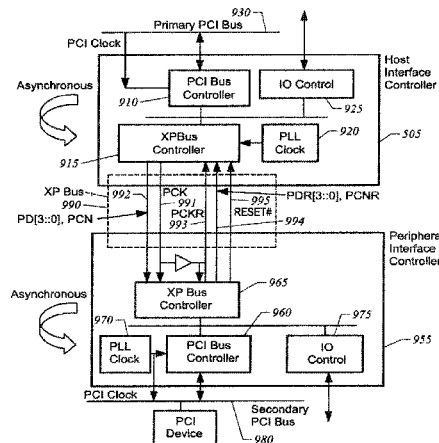 930
Primary PCI Bus
PCI Clock
Host Interface Controller
Asynchronous
PCI Bus Controller
910
IO Control
925
920
PLL Clock
XPBus Controller
915
505
XP Bus
990
992
PCK
991
PCKR
993
PDR[3::0], PCNR
995
RESET#
994
PD[3::0], PCN
Peripheral Interface Controller
Asynchronous
XP Bus Controller
965
970
960
975
PLL Clock
PCI Bus Controller
IO Control
955
PCI Clock
Secondary PCI Bus
980
PCI Device